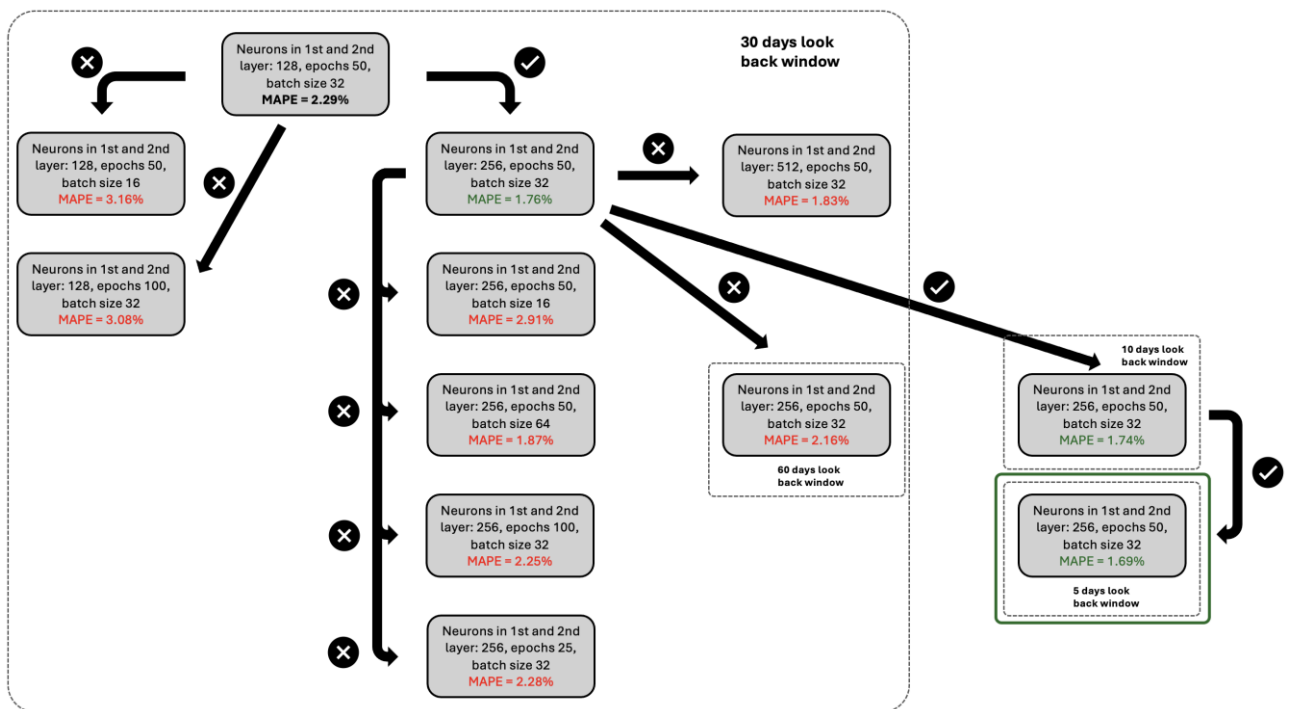 30 days look
back window
Neurons in 1st and 2nd
layer: 128, epochs 50,
batch size 32
MAPE = 2.29%
Neurons in 1st and 2nd
layer: 128, epochs 50,
batch size 16
MAPE = 3.16%
Neurons in 1st and 2nd
layer: 256, epochs 50,
batch size 32
MAPE = 1.76%
Neurons in 1st and 2nd
layer: 512, epochs 50,
batch size 32
MAPE = 1.83%
Neurons in 1st and 2nd
layer: 128, epochs 100,
batch size 32
MAPE = 3.08%
Neurons in 1st and 2nd
layer: 256, epochs 50,
batch size 16
MAPE = 2.91%
Neurons in 1st and 2nd
layer: 256, epochs 50,
batch size 64
MAPE = 1.87%
Neurons in 1st and 2nd
layer: 256, epochs 50,
batch size 32
MAPE = 2.16%
60 days look
back window
10 days look
back window
Neurons in 1st and 2nd
layer: 256, epochs 50,
batch size 32
MAPE = 1.74%
Neurons in 1st and 2nd
layer: 256, epochs 100,
batch size 32
MAPE = 2.25%
Neurons in 1st and 2nd
layer: 256, epochs 50,
batch size 32
MAPE = 1.69%
5 days look
back window
Neurons in 1st and 2nd
layer: 256, epochs 25,
batch size 32
MAPE = 2.28%